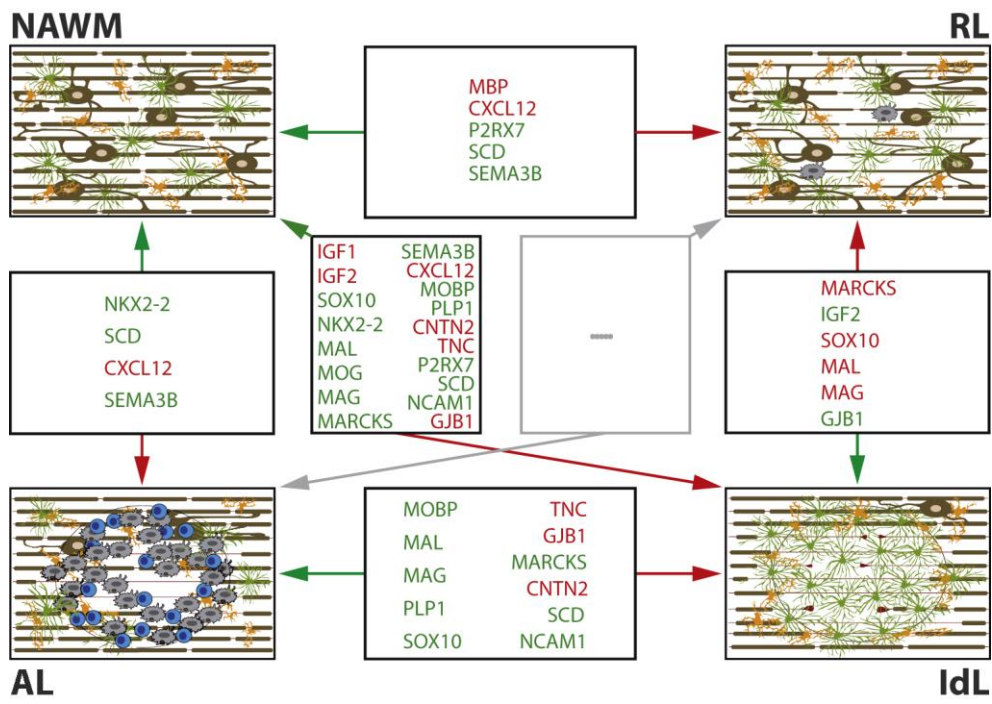 NAWM
RL
MBP
CXCL12
P2RX7
SCD
SEMA3B
IGF1
IGF2
SOX10
NKX2-2
MAL
MOG
MAG
MARCKS
SEMA3B
CXCL12
MOBP
PLP1
CNTN2
TNC
P2RX7
SCD
NCAM1
GJB1
NKX2-2
SCD
CXCL12
SEMA3B
MARCKS
IGF2
SOX10
MAL
MAG
GJB1
MOBP
MAL
MAG
PLP1
SOX10
TNC
GJB1
MARCKS
CNTN2
SCD
NCAM1
AL
IdL